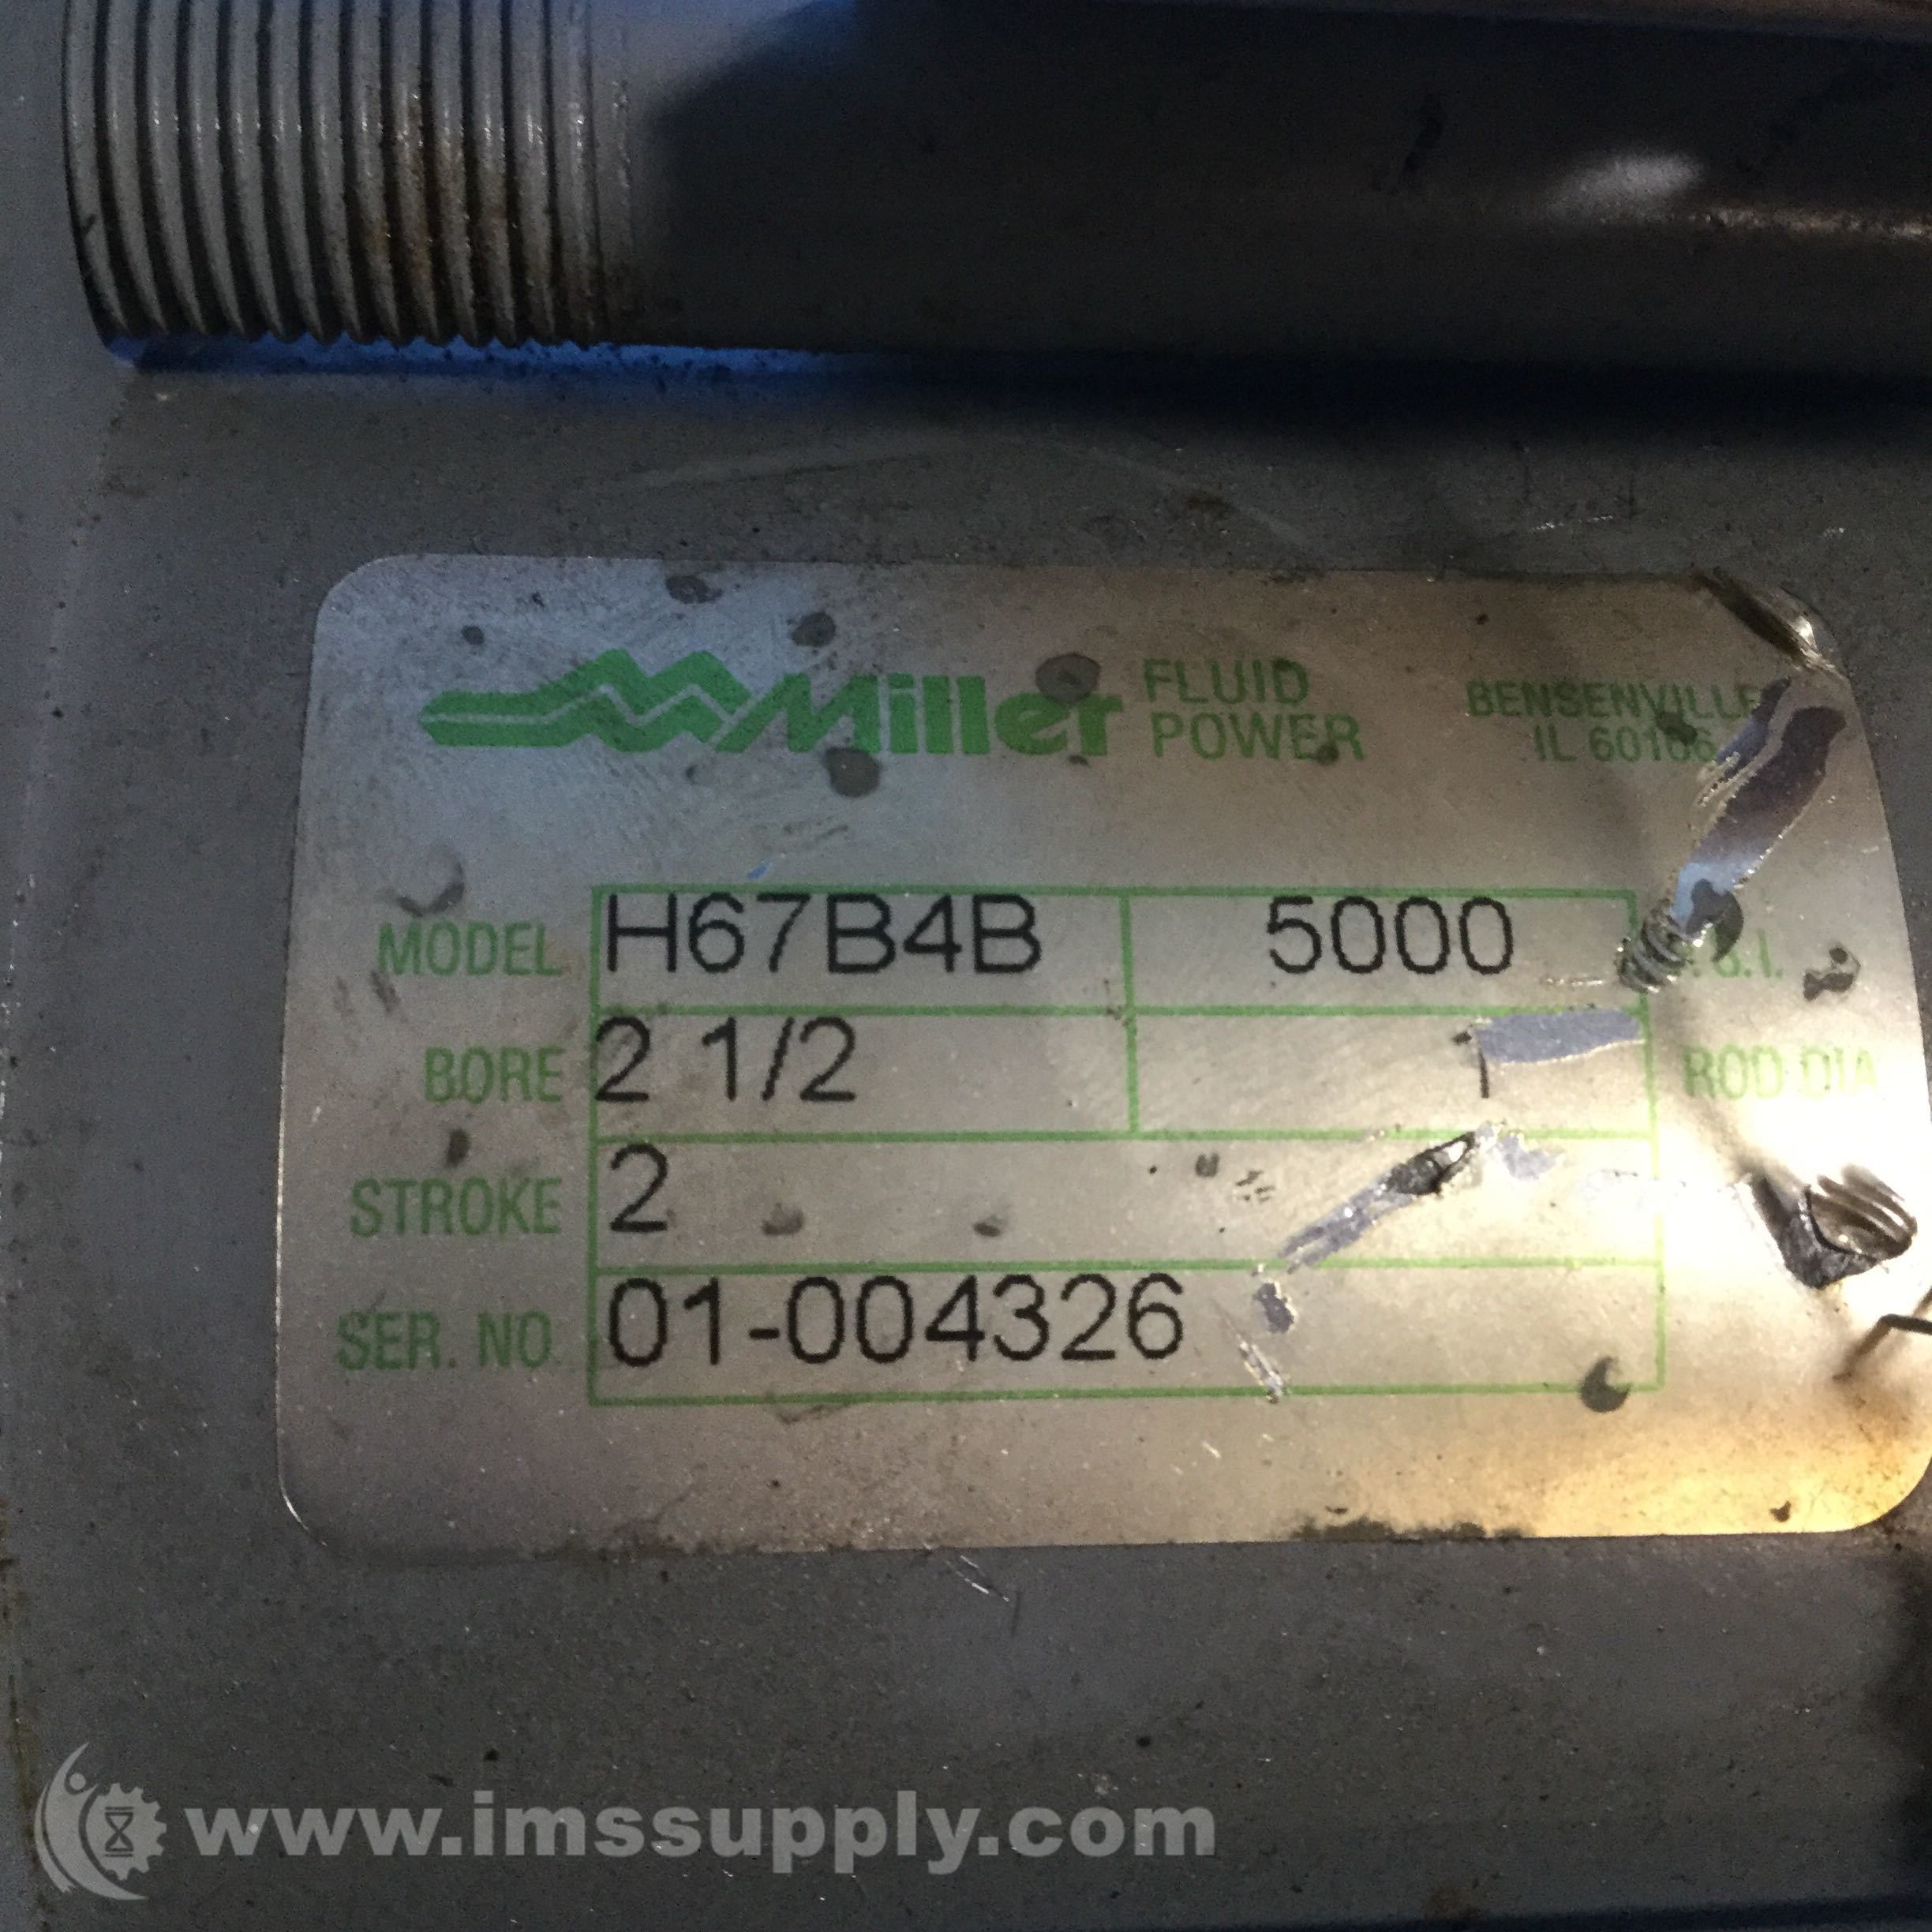 Miller FLUID POWER
BENSENVILLE
IL 60106
MODEL H67B4B 5000
BORE 2 1/2 1 ROD DIA
STROKE 2
SER. NO. 01-004326
www.imssupply.com